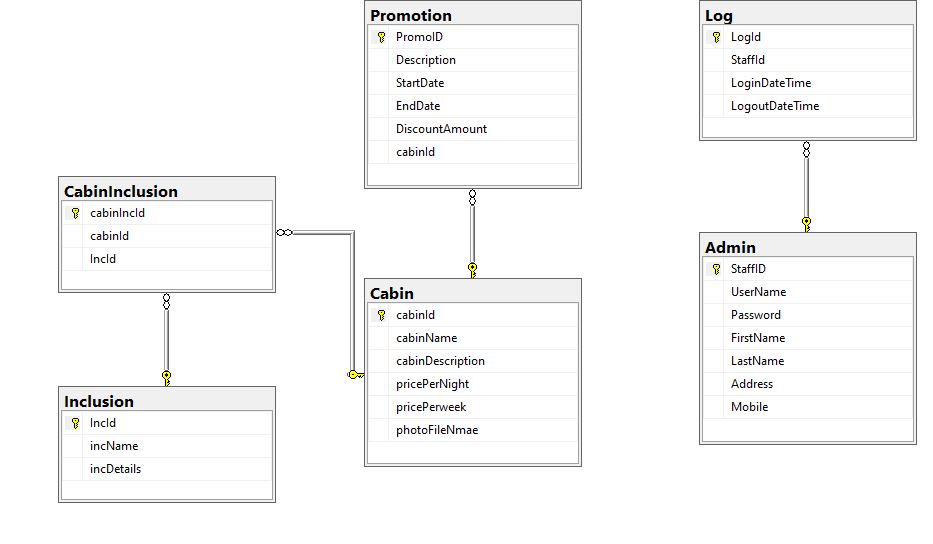 Promotion
PromoID
Description
StartDate
EndDate
DiscountAmount
cabinId
Log
LogId
StaffId
LoginDateTime
LogoutDateTime
CabinInclusion
cabinIncId
cabinId
IncId
Cabin
cabinId
cabinName
cabinDescription
pricePerNight
pricePerweek
photoFileNmae
Admin
StaffID
UserName
Password
FirstName
LastName
Address
Mobile
Inclusion
IncId
incName
incDetails